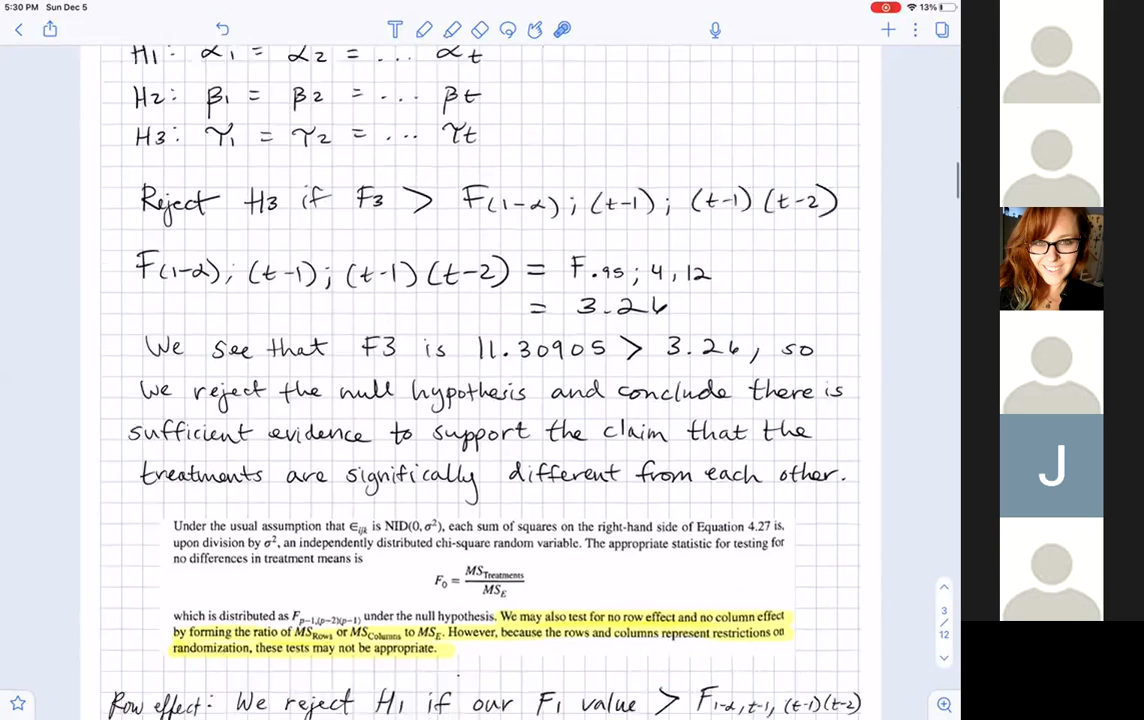 5:30 PM Sun Dec 5
13%
H1: α1 = α2 = ... αt
H2: β1 = β2 = ... βt
H3: τ1 = τ2 = ... τt
Reject H3 if F3 > F(1-α); (t-1); (t-1)(t-2)
F(1-α); (t-1); (t-1)(t-2) = F.95; 4, 12
= 3.26
We see that F3 is 11.30905 > 3.26, so
we reject the null hypothesis and conclude there is
sufficient evidence to support the claim that the
treatments are significally different from each other.
Under the usual assumption that ϵijk is NID(0, σ²), each sum of squares on the right-hand side of Equation 4.27 is,
upon division by σ², an independently distributed chi-square random variable. The appropriate statistic for testing for
no differences in treatment means is
F0 = MSTreatments / MSE
which is distributed as Fp−1,(p−2)(p−1) under the null hypothesis. We may also test for no row effect and no column effect
by forming the ratio of MSRows or MSColumns to MSE. However, because the rows and columns represent restrictions on
randomization, these tests may not be appropriate.
Row effect: We reject H1 if our F1 value > F1-α, t-1, (t-1)(t-2)
3
/
12
J